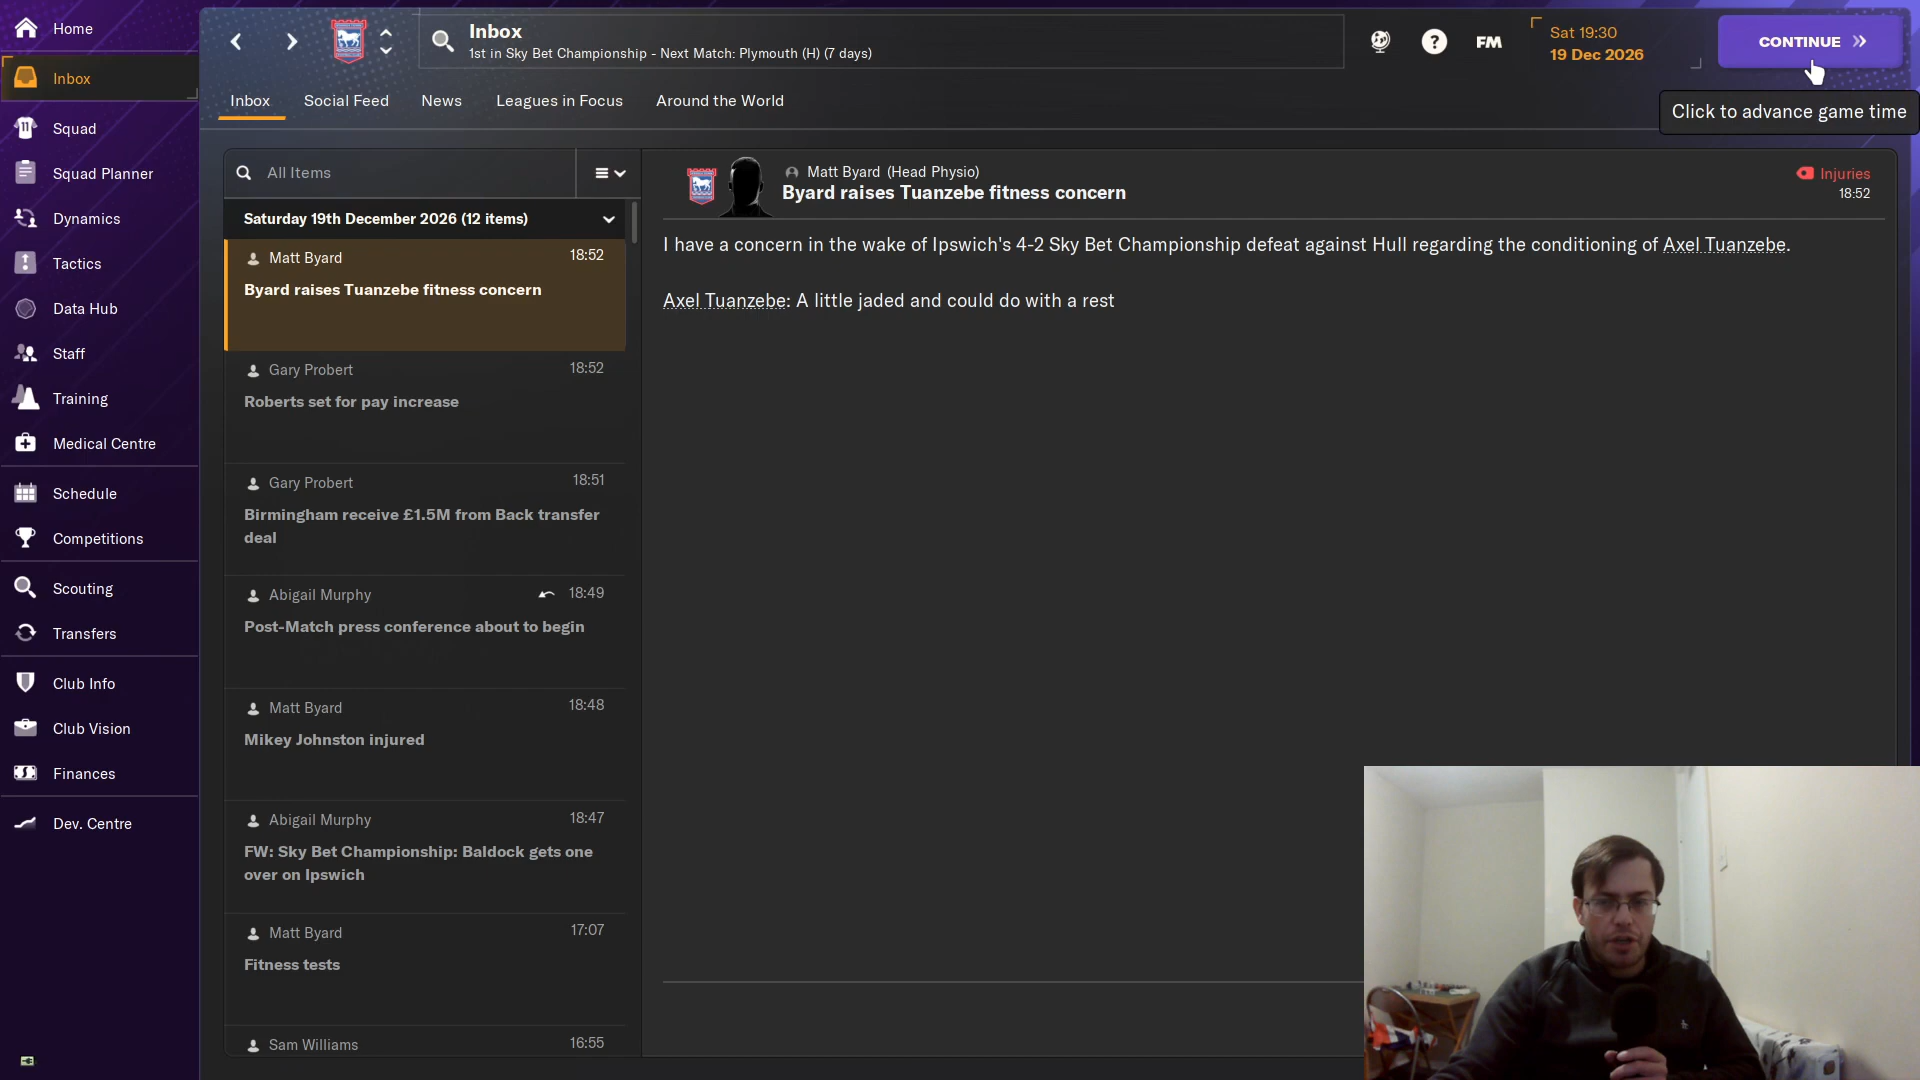 Home
Inbox
Squad
Squad Planner
Dynamics
Tactics
Data Hub
Staff
Training
Medical Centre
Schedule
Competitions
Scouting
Transfers
Club Info
Club Vision
Finances
Dev. Centre
Inbox
1st in Sky Bet Championship - Next Match: Plymouth (H) (7 days)
?
FM
Sat 19:30
19 Dec 2026
CONTINUE
Click to advance game time
Inbox
Social Feed
News
Leagues in Focus
Around the World
All Items
Saturday 19th December 2026 (12 items)
Matt Byard
18:52
Byard raises Tuanzebe fitness concern
Gary Probert
18:52
Roberts set for pay increase
Gary Probert
18:51
Birmingham receive £1.5M from Back transfer
deal
Abigail Murphy
18:49
Post-Match press conference about to begin
Matt Byard
18:48
Mikey Johnston injured
Abigail Murphy
18:47
FW: Sky Bet Championship: Baldock gets one
over on Ipswich
Matt Byard
17:07
Fitness tests
Sam Williams
16:55
Matt Byard (Head Physio)
Byard raises Tuanzebe fitness concern
Injuries
18:52
I have a concern in the wake of Ipswich's 4-2 Sky Bet Championship defeat against Hull regarding the conditioning of Axel Tuanzebe.
Axel Tuanzebe: A little jaded and could do with a rest